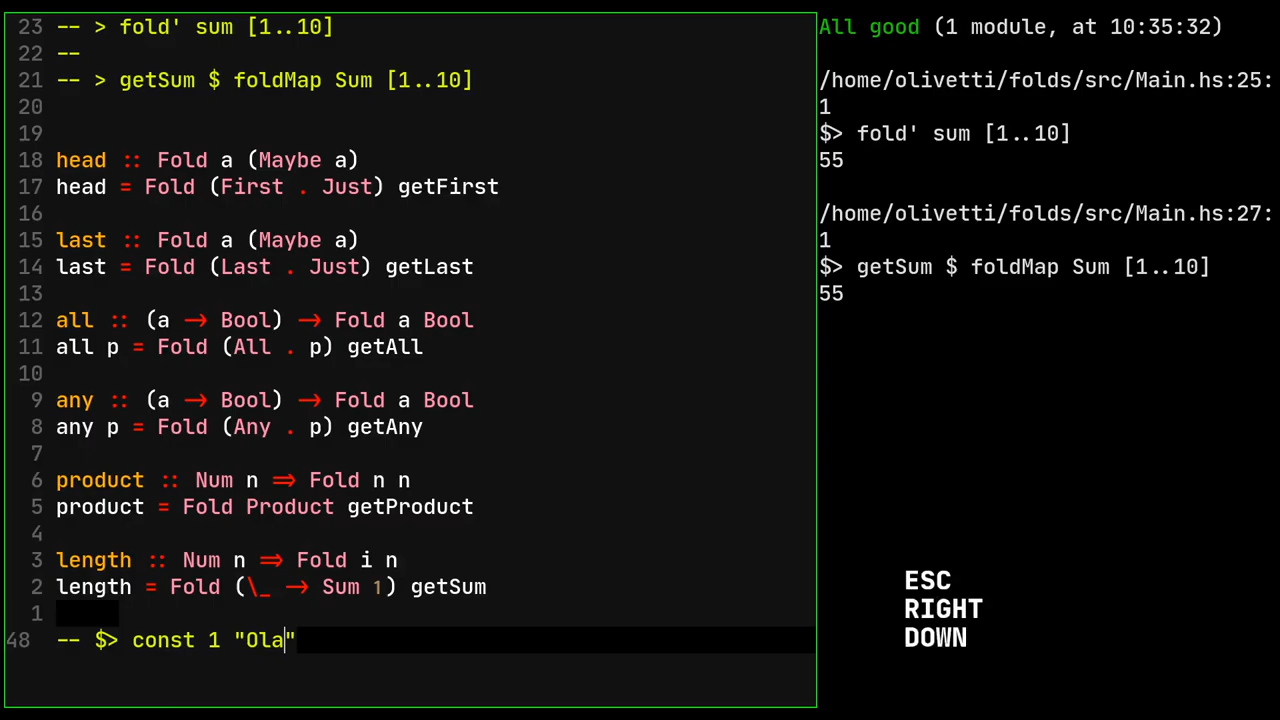 23 -- > fold' sum [1..10]
22 --
21 -- > getSum $ foldMap Sum [1..10]
20
19
18 head :: Fold a (Maybe a)
17 head = Fold (First . Just) getFirst
16
15 last :: Fold a (Maybe a)
14 last = Fold (Last . Just) getLast
13
12 all :: (a -> Bool) -> Fold a Bool
11 all p = Fold (All . p) getAll
10
9 any :: (a -> Bool) -> Fold a Bool
8 any p = Fold (Any . p) getAny
7
6 product :: Num n => Fold n n
5 product = Fold Product getProduct
4
3 length :: Num n => Fold i n
2 length = Fold (\_ -> Sum 1) getSum
1
48 -- $> const 1 "Ola"
All good (1 module, at 10:35:32)
/home/olivetti/folds/src/Main.hs:25:
1
$> fold' sum [1..10]
55
/home/olivetti/folds/src/Main.hs:27:
1
$> getSum $ foldMap Sum [1..10]
55
ESC
RIGHT
DOWN